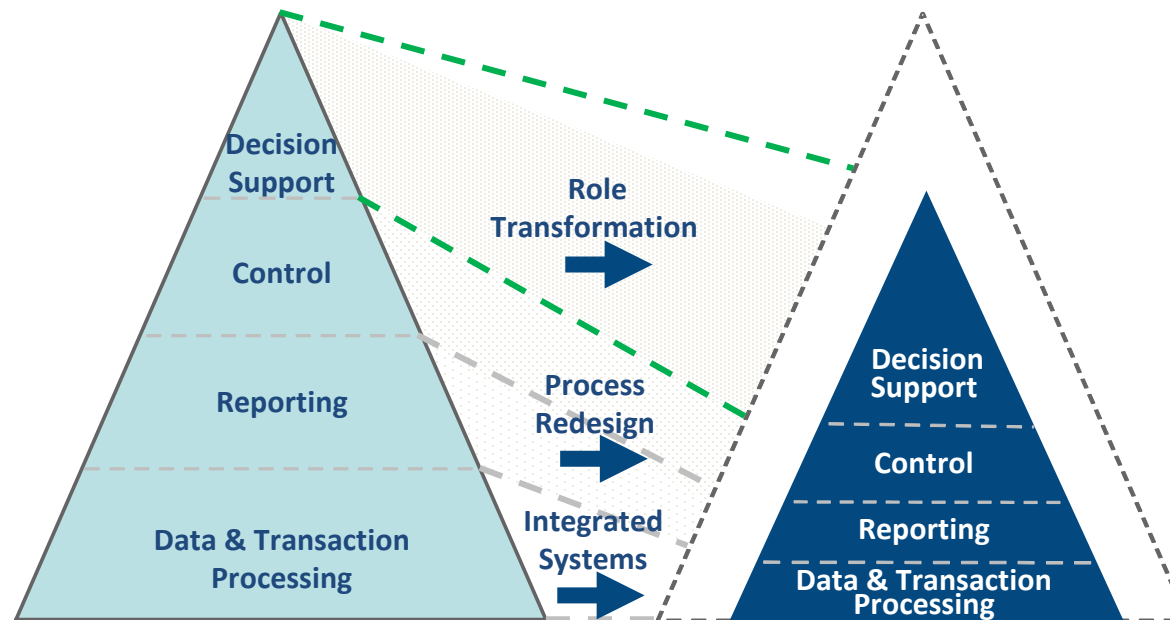 Decision
Support
Control
Reporting
Data & Transaction
Processing
Role
Transformation
Process
Redesign
Integrated
Systems
Decision
Support
Control
Reporting
Data & Transaction
Processing